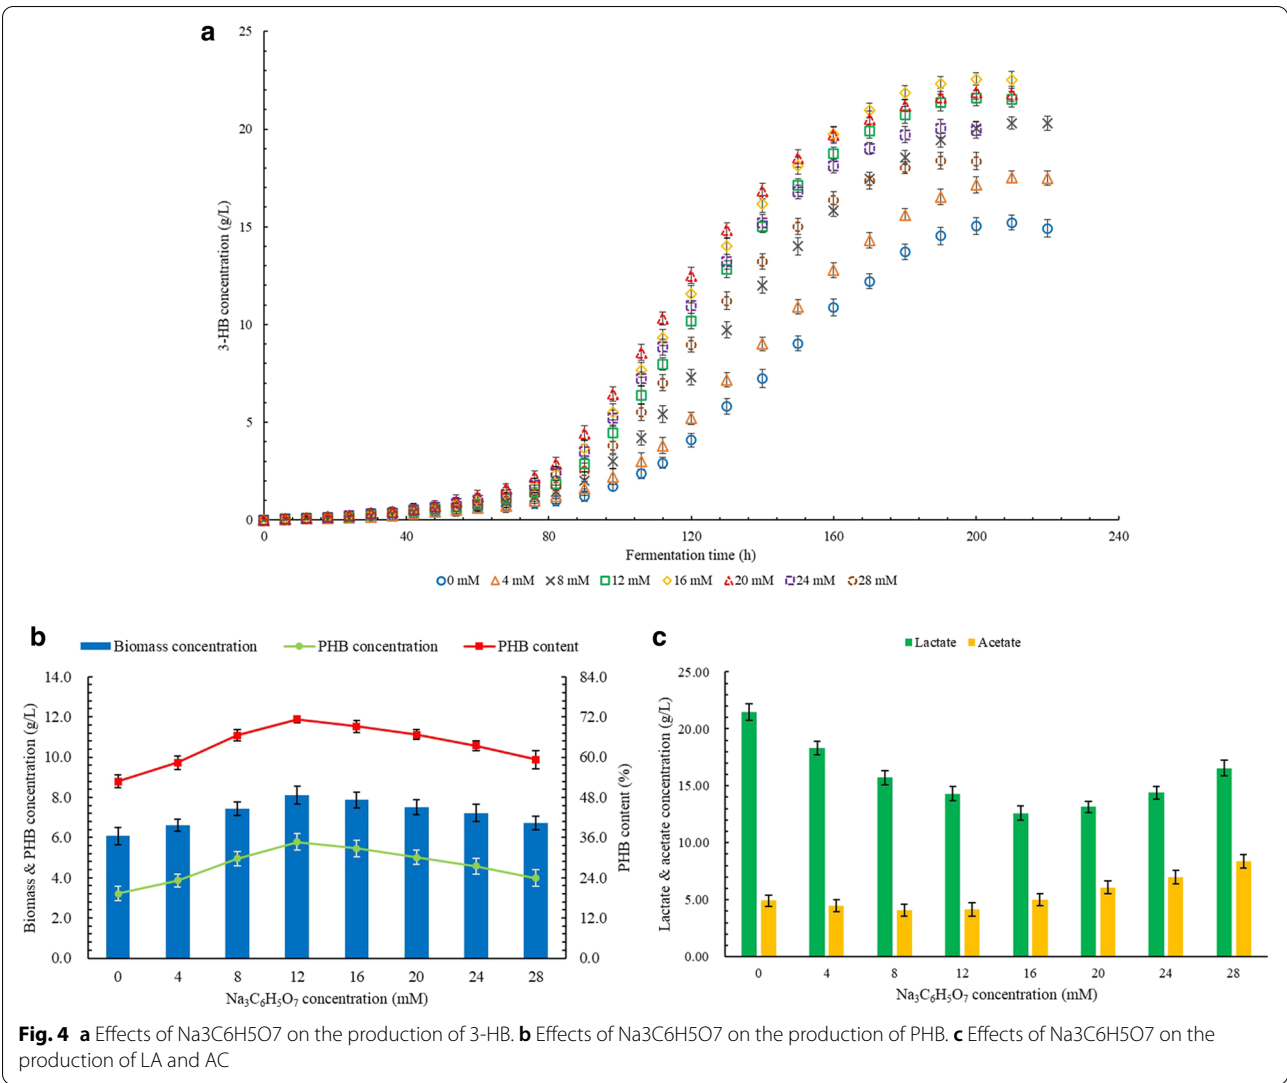 a
25
20
15
10
5
0
3-HB concentration (g/L)
0 40 80 120 160 200 240
Fermentation time (h)
0 mM 4 mM 8 mM 12 mM 16 mM 20 mM 24 mM 28 mM
b
Biomass concentration PHB concentration PHB content
14.0
12.0
10.0
8.0
6.0
4.0
2.0
0.0
Biomass & PHB concentration (g/L)
84.0
72.0
60.0
48.0
36.0
24.0
12.0
0.0
PHB content (%)
0 4 8 12 16 20 24 28
Na₃C₆H₅O₇ concentration (mM)
c
Lactate Acetate
25.00
20.00
15.00
10.00
5.00
0.00
Lactate & acetate concentration (g/L)
0 4 8 12 16 20 24 28
Na₃C₆H₅O₇ concentration (mM)
Fig. 4 a Effects of Na3C6H5O7 on the production of 3-HB. b Effects of Na3C6H5O7 on the production of PHB. c Effects of Na3C6H5O7 on the
production of LA and AC